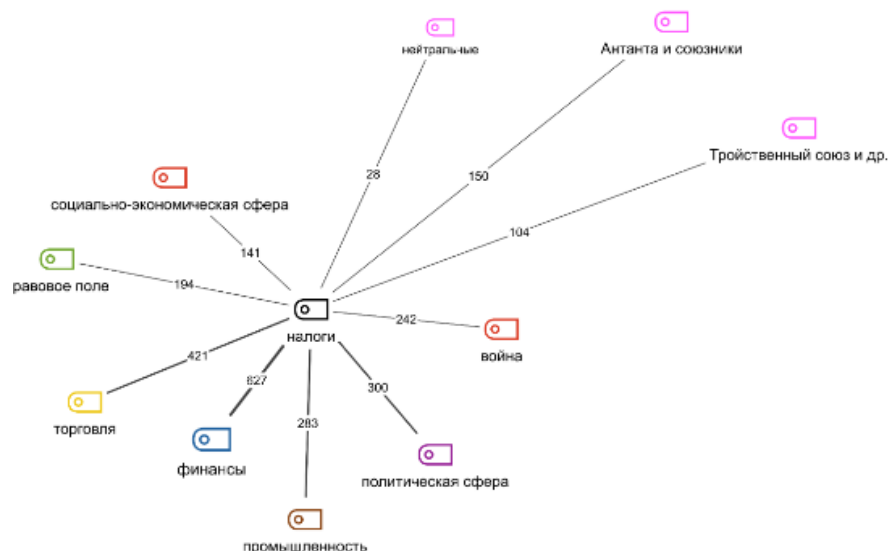 нейтральные
Антанта и союзники
Тройственный союз и др.
28
150
социально-экономическая сфера
104
141
равовое поле
194
налоги
242
война
421
627
300
283
торговля
финансы
политическая сфера
промышленность